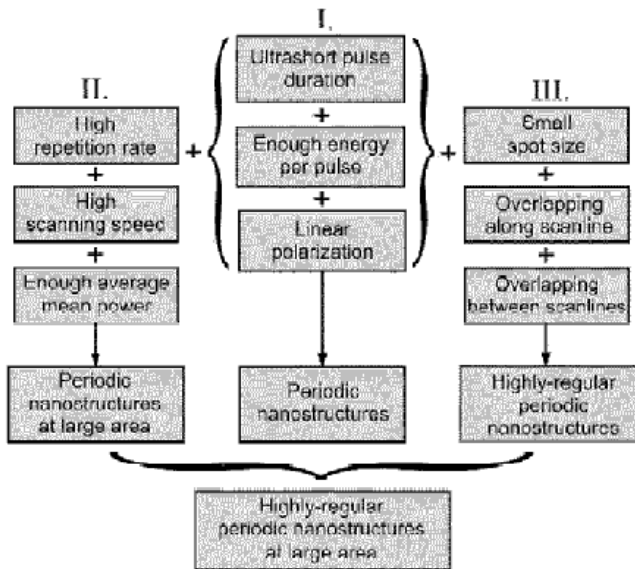 I.
Ultrashort pulse
duration
+
Enough energy
per pulse
+
Linear
polarization
Periodic
nanostructures
II.
High
repetition rate
+
High
scanning speed
+
Enough average
mean power
Periodic
nanostructures
at large area
+
+
III.
Small
spot size
+
Overlapping
along scanline
+
Overlapping
between scanlines
Highly-regular
periodic
nanostructures
Highly-regular
periodic nanostructures
at large area